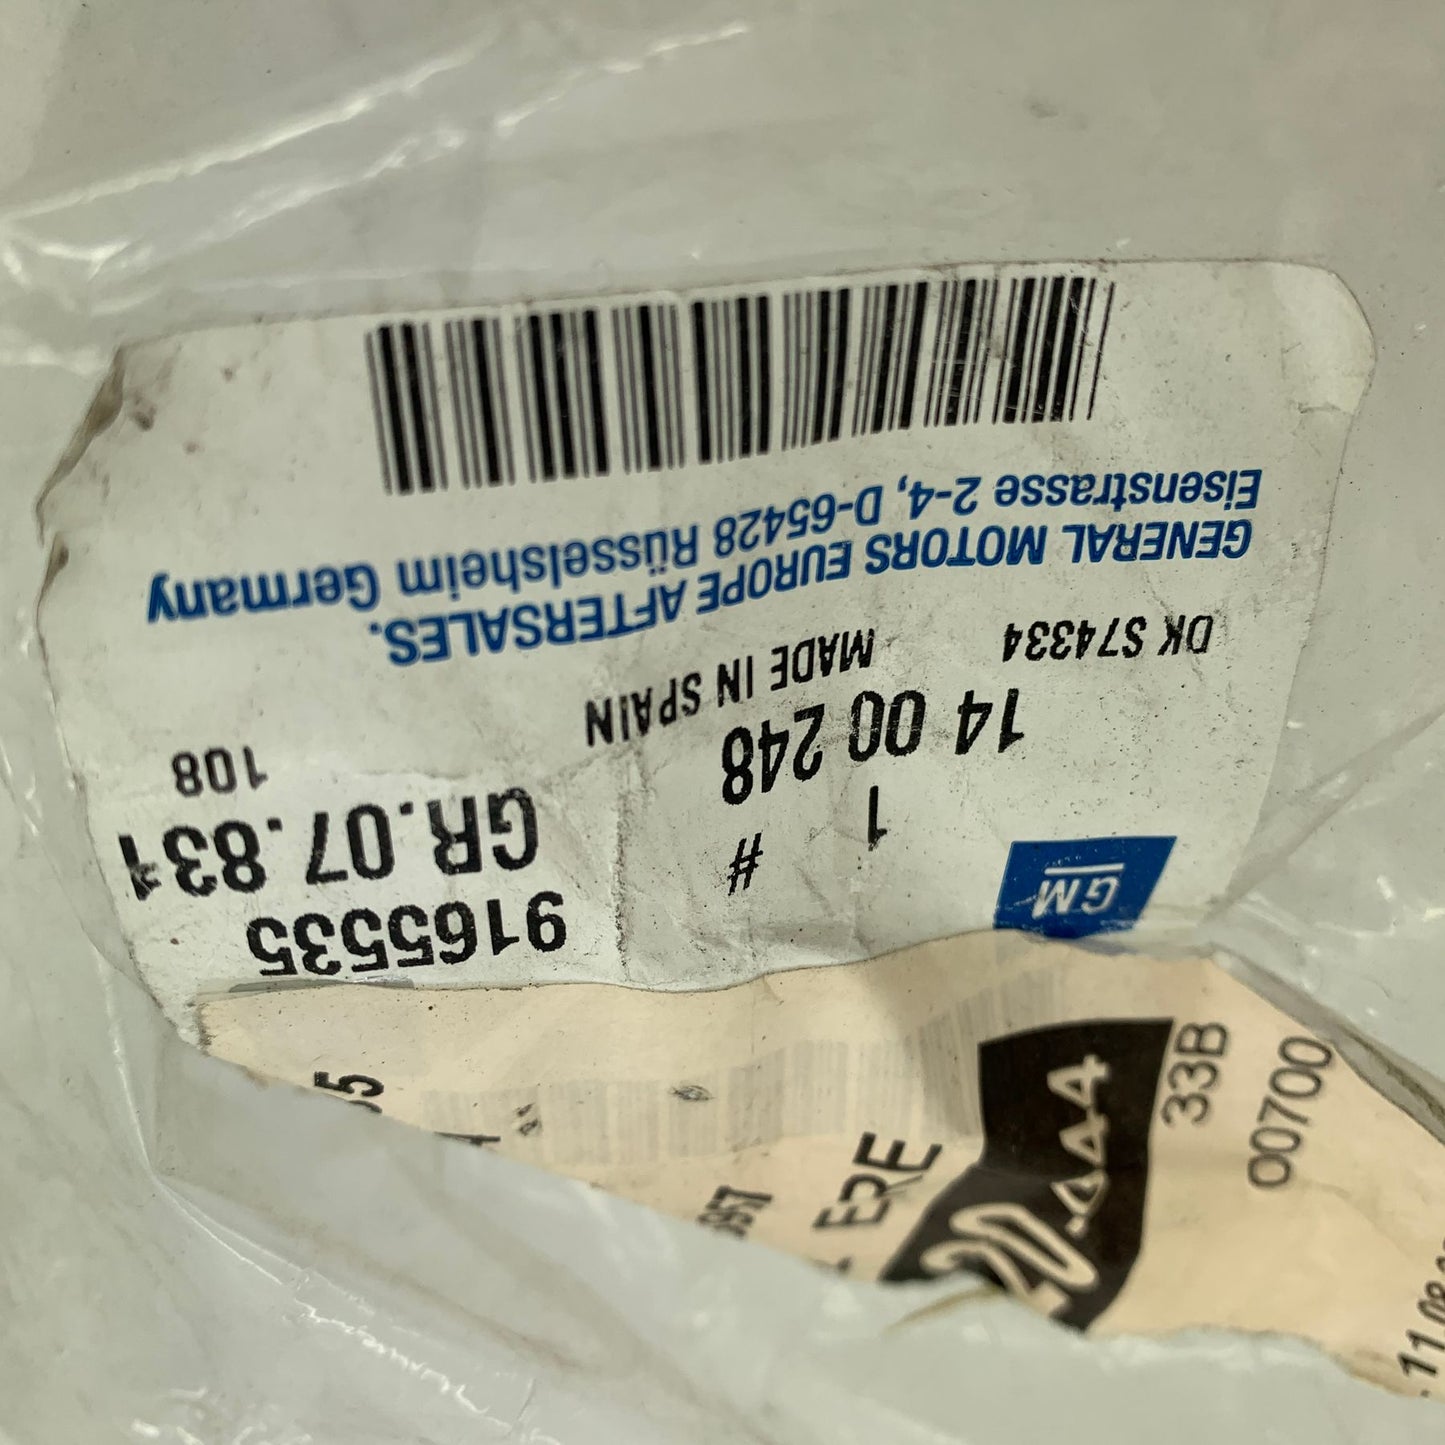 GM
1
#
9165535
14 00 248
GR.07.831
DK S74334
MADE IN SPAIN
108
GENERAL MOTORS EUROPE AFTERSALES.
Eisenstrasse 2-4, D-65428 Rüsselsheim Germany
33B
00700